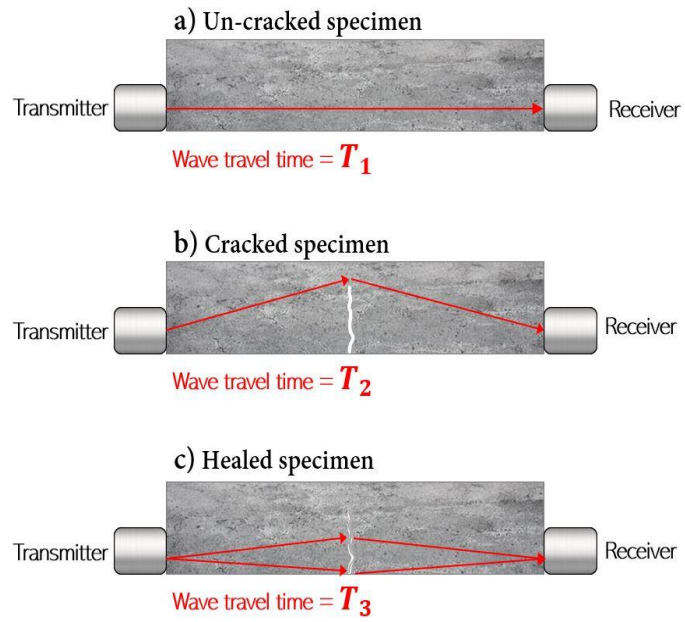 a) Un-cracked specimen
Transmitter
Receiver
Wave travel time = T₁
b) Cracked specimen
Transmitter
Receiver
Wave travel time = T₂
c) Healed specimen
Transmitter
Receiver
Wave travel time = T₃